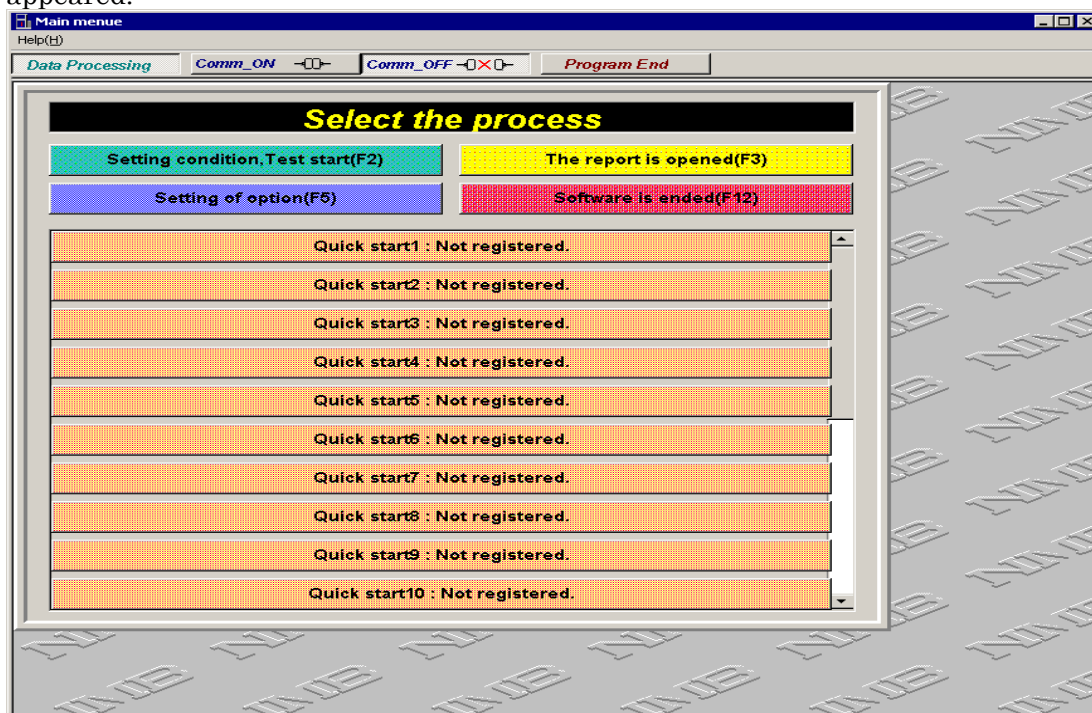 appeared.
Main menue
Help(H)
Data Processing Comm_ON Comm_OFF Program End
Select the process
Setting condition,Test start(F2) The report is opened(F3)
Setting of option(F5) Software is ended(F12)
Quick start1 : Not registered.
Quick start2 : Not registered.
Quick start3 : Not registered.
Quick start4 : Not registered.
Quick start5 : Not registered.
Quick start6 : Not registered.
Quick start7 : Not registered.
Quick start8 : Not registered.
Quick start9 : Not registered.
Quick start10 : Not registered.